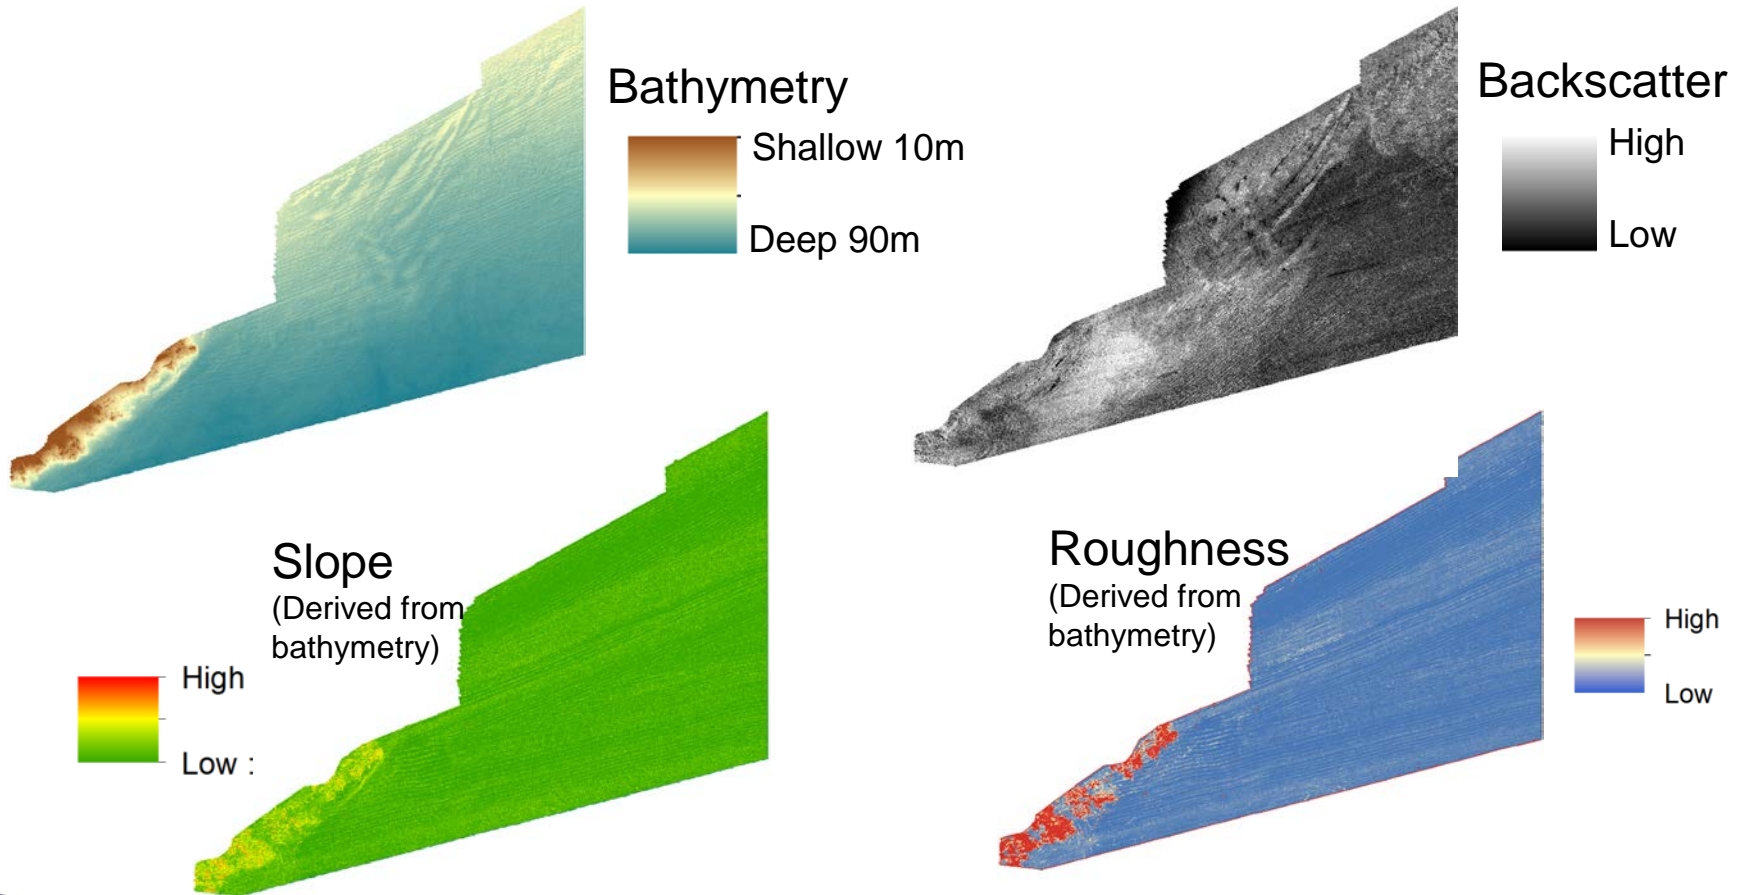 Bathymetry
Shallow 10m
Deep 90m
Backscatter
High
Low
Slope
(Derived from
bathymetry)
High
Low :
Roughness
(Derived from
bathymetry)
High
Low